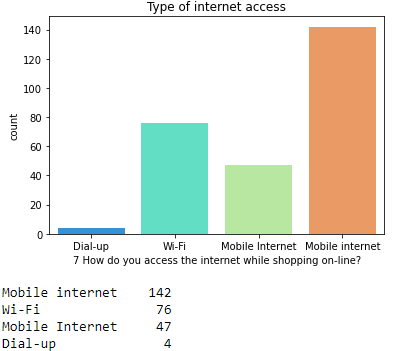 Type of internet access
140
120
100
80
60
40
20
0
count
Dial-up Wi-Fi Mobile Internet Mobile internet
7 How do you access the internet while shopping on-line?
Mobile internet 142
Wi-Fi 76
Mobile Internet 47
Dial-up 4